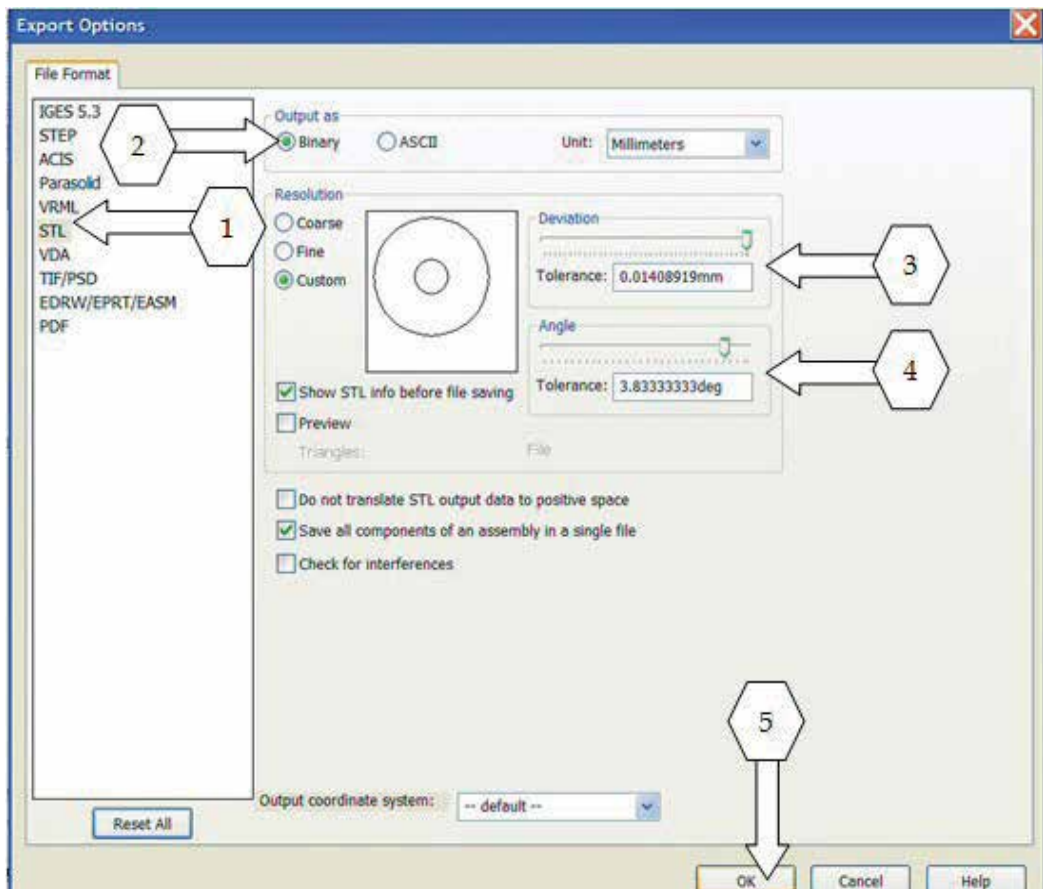 Export Options
File Format
IGES 5.3
STEP
ACIS
Parasolid
VRML
STL
VDA
TIF/PSD
EDRW/EPRT/EASM
PDF
Reset All
Output as
Binary
ASCII
Unit:
Millimeters
Resolution
Coarse
Fine
Custom
Deviation
Tolerance:
0.01408919mm
Angle
Tolerance:
3.83333333deg
Show STL info before file saving
Preview
Triangles:
File
Do not translate STL output data to positive space
Save all components of an assembly in a single file
Check for interferences
Output coordinate system:
-- default --
OK
Cancel
Help
1
2
3
4
5